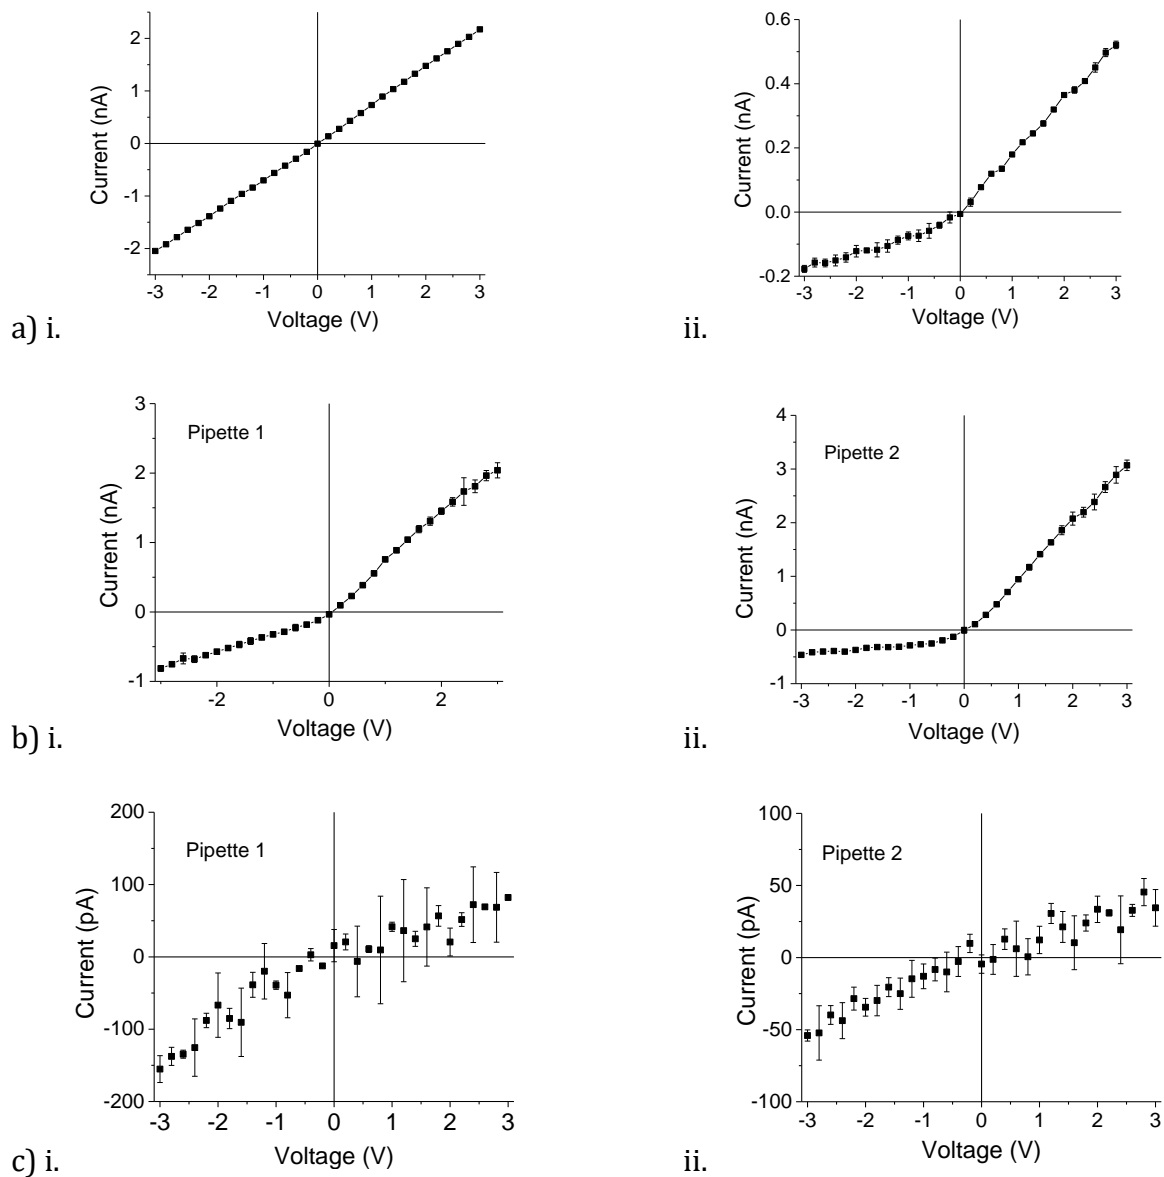 2
1
0
-1
-2
Current (nA)
-3 -2 -1 0 1 2 3
Voltage (V)
a) i.
0.6
0.4
0.2
0.0
-0.2
Current (nA)
-3 -2 -1 0 1 2 3
Voltage (V)
ii.
3
2
1
0
-1
Current (nA)
Pipette 1
-2 0 2
Voltage (V)
b) i.
4
3
2
1
0
-1
Current (nA)
Pipette 2
-3 -2 -1 0 1 2 3
Voltage (V)
ii.
200
100
0
-100
-200
Current (pA)
Pipette 1
-3 -2 -1 0 1 2 3
Voltage (V)
c) i.
100
50
0
-50
-100
Current (pA)
Pipette 2
-3 -2 -1 0 1 2 3
Voltage (V)
ii.